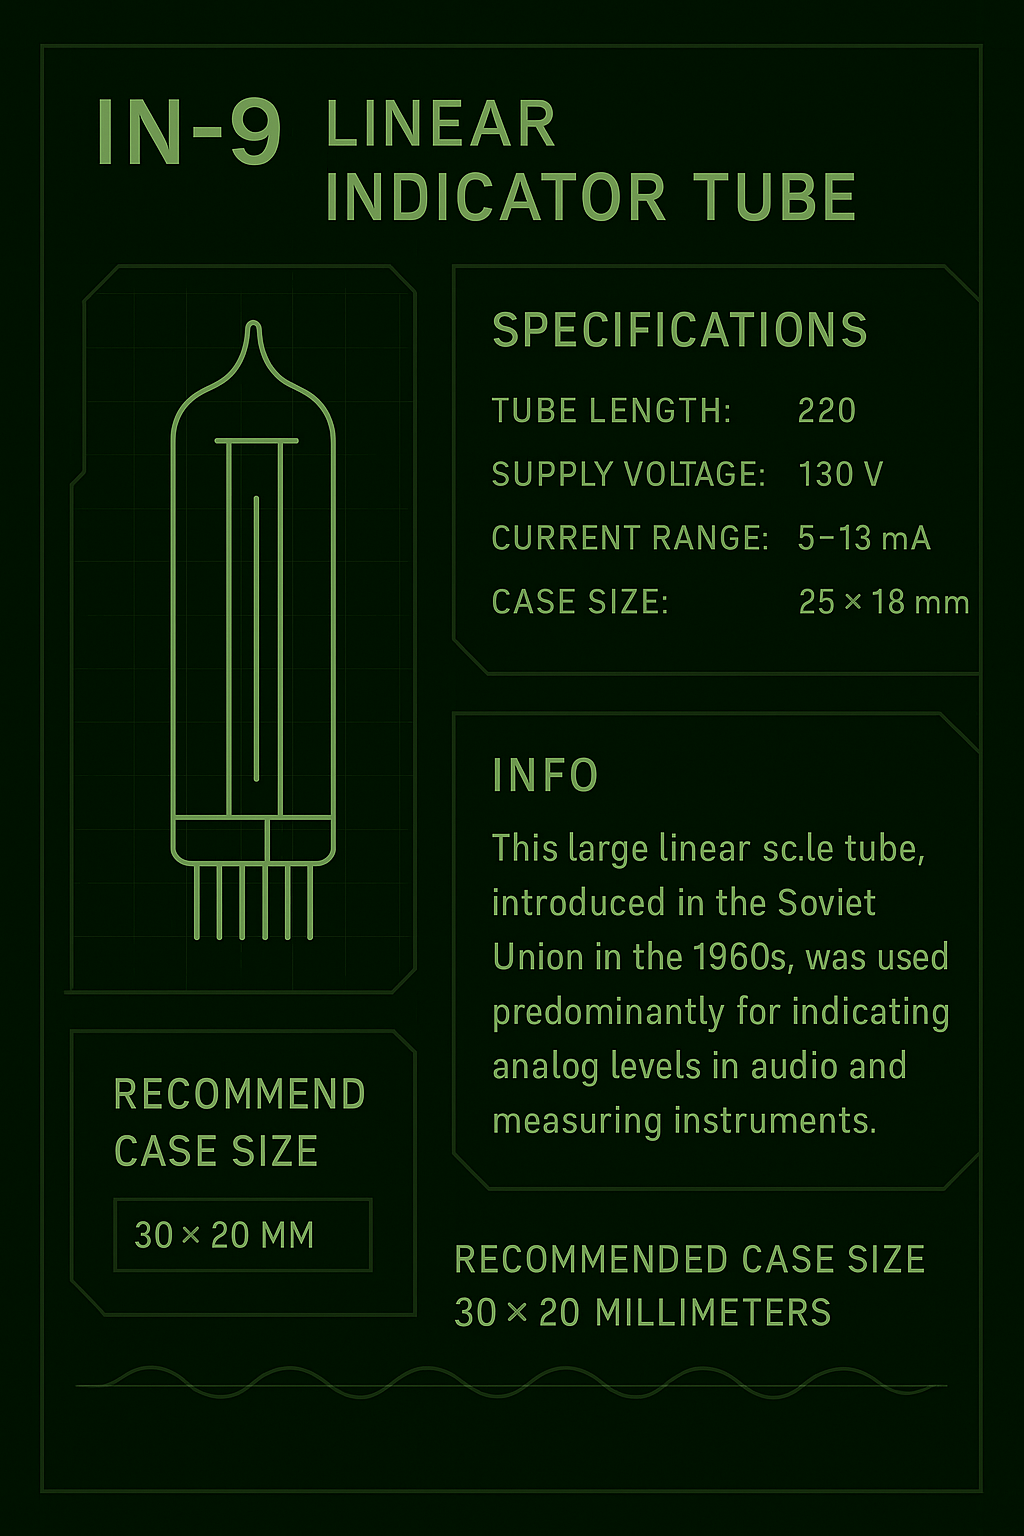 IN-9
LINEAR
INDICATOR TUBE
SPECIFICATIONS
TUBE LENGTH: 220
SUPPLY VOLTAGE: 130 V
CURRENT RANGE: 5–13 mA
CASE SIZE: 25 × 18 mm
INFO
This large linear sc.le tube,
introduced in the Soviet
Union in the 1960s, was used
predominantly for indicating
analog levels in audio and
measuring instruments.
RECOMMEND
CASE SIZE
30 × 20 MM
RECOMMENDED CASE SIZE
30 × 20 MILLIMETERS